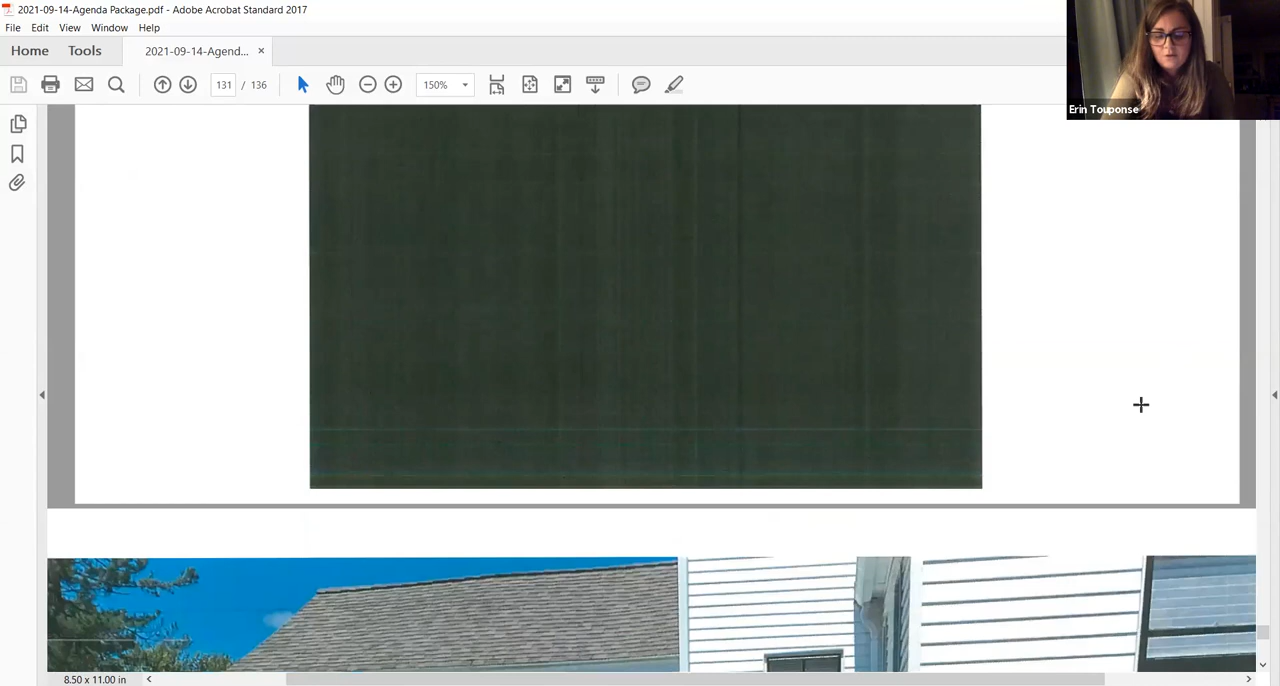 2021-09-14-Agenda Package.pdf - Adobe Acrobat Standard 2017
File Edit View Window Help
Home Tools 2021-09-14-Agend... ×
131 / 136 150%
Erin Touponse
8.50 x 11.00 in